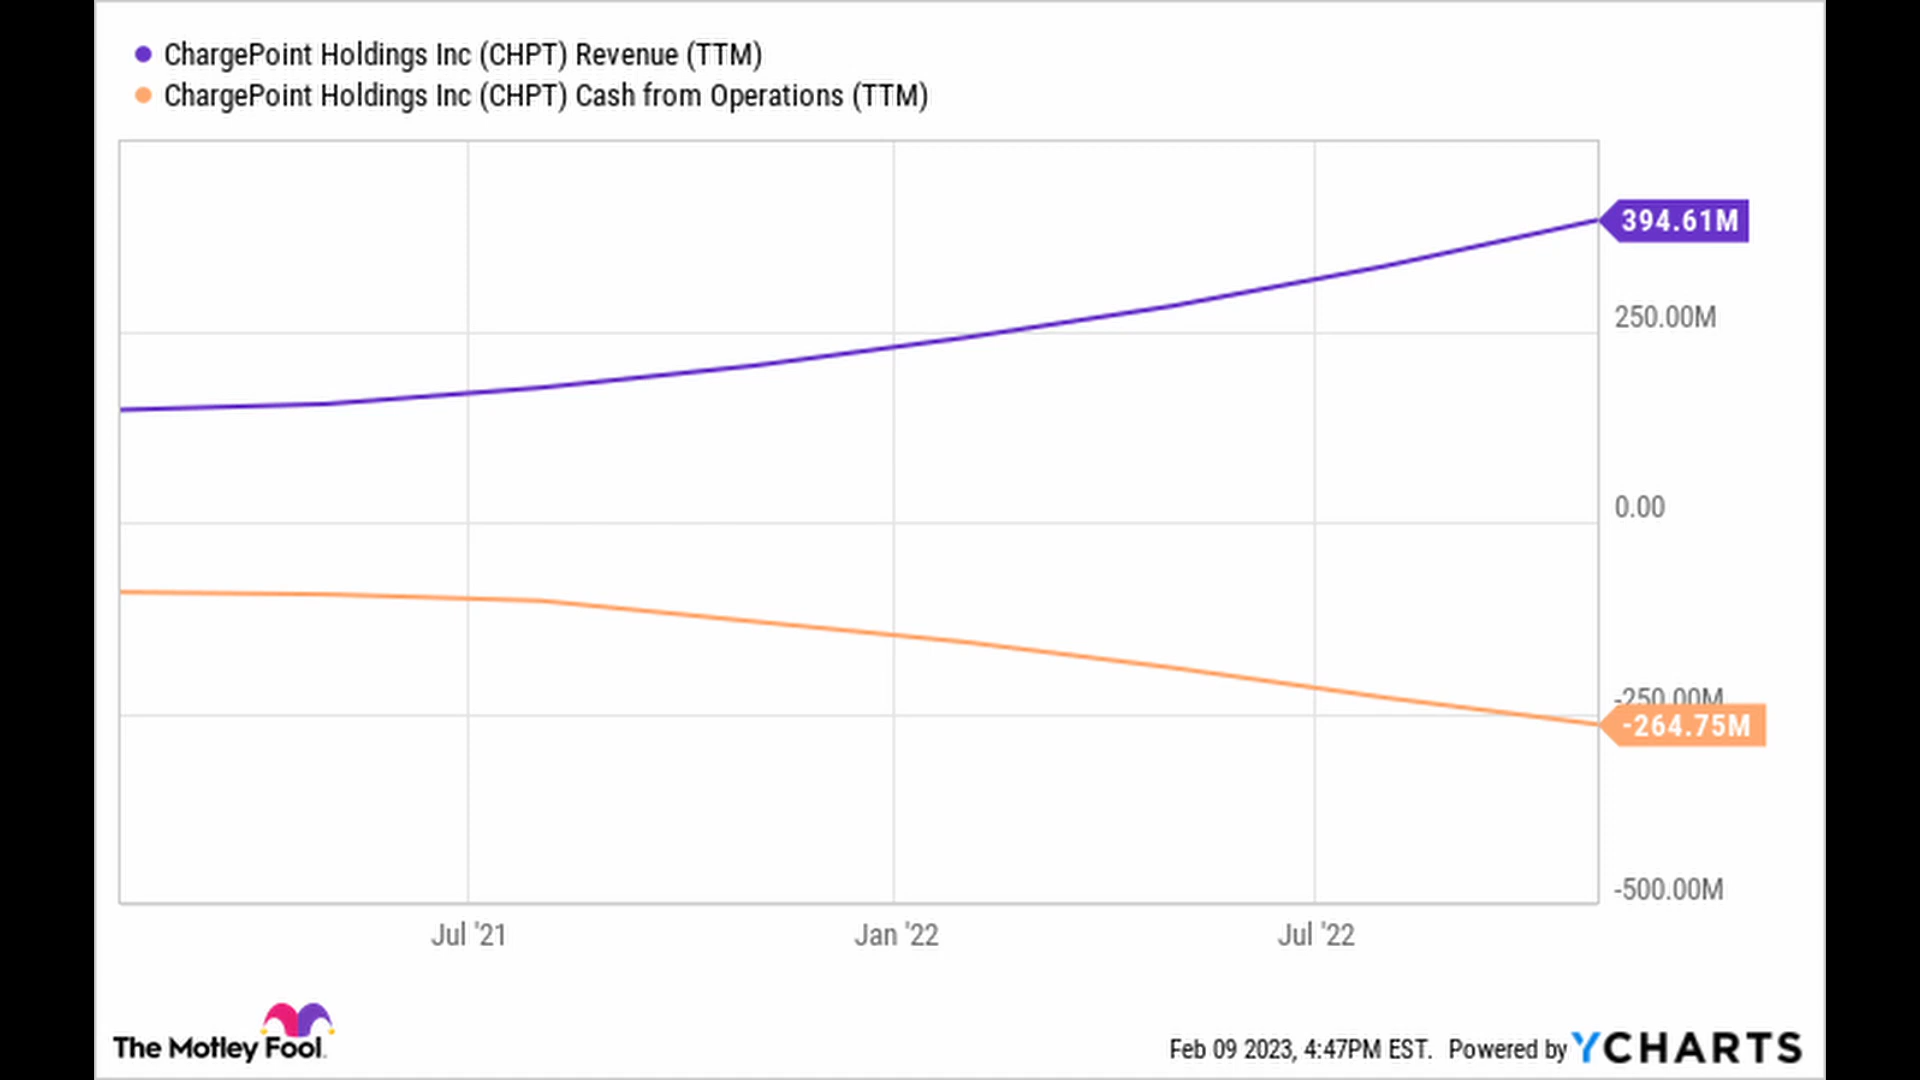 ChargePoint Holdings Inc (CHPT) Revenue (TTM)
ChargePoint Holdings Inc (CHPT) Cash from Operations (TTM)
394.61M
250.00M
0.00
-250.00M
-264.75M
-500.00M
Jul '21
Jan '22
Jul '22
The Motley Fool.
Feb 09 2023, 4:47PM EST. Powered by YCHARTS